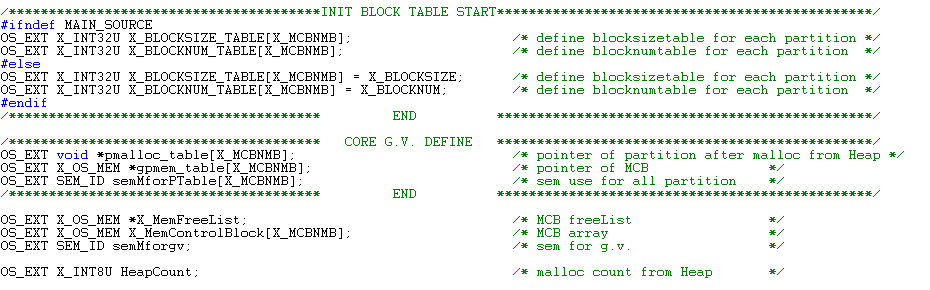 /****************************************INIT BLOCK TABLE START***********************************************/
#ifndef MAIN_SOURCE
OS_EXT X_INT32U X_BLOCKSIZE_TABLE[X_MCBNMB]; /* define blocksizetable for each partition */
OS_EXT X_INT32U X_BLOCKNUM_TABLE[X_MCBNMB]; /* define blocknumtable for each partition */
#else
OS_EXT X_INT32U X_BLOCKSIZE_TABLE[X_MCBNMB] = X_BLOCKSIZE; /* define blocksizetable for each partition */
OS_EXT X_INT32U X_BLOCKNUM_TABLE[X_MCBNMB] = X_BLOCKNUM; /* define blocknumtable for each partition */
#endif
/**************************************** END ***********************************************/
/**************************************** CORE G.V. DEFINE ***********************************************/
OS_EXT void *pmalloc_table[X_MCBNMB]; /* pointer of partition after malloc from Heap */
OS_EXT X_OS_MEM *gpmem_table[X_MCBNMB]; /* pointer of MCB */
OS_EXT SEM_ID semMforPTable[X_MCBNMB]; /* sem use for all partition */
/**************************************** END ***********************************************/
OS_EXT X_OS_MEM *X_MemFreeList; /* MCB freeList */
OS_EXT X_OS_MEM X_MemControlBlock[X_MCBNMB]; /* MCB array */
OS_EXT SEM_ID semMforgv; /* sem for g.v. */
OS_EXT X_INT8U HeapCount; /* malloc count from Heap */